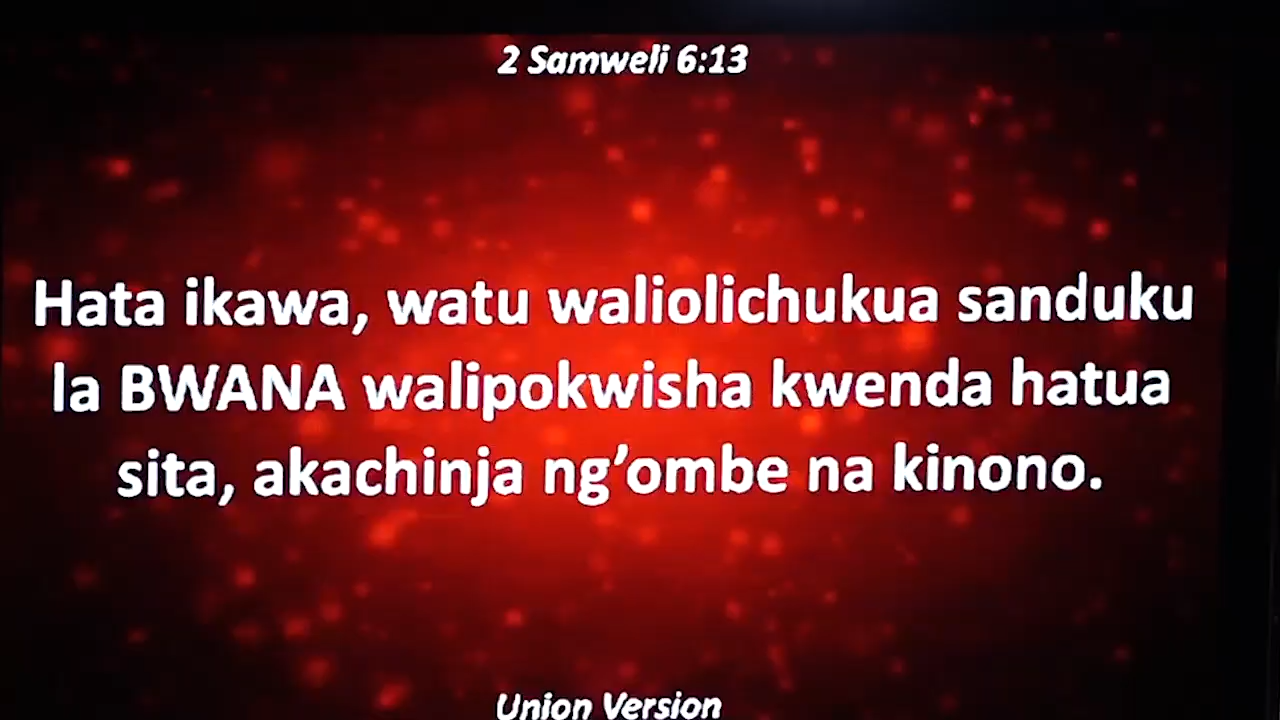 2 Samweli 6:13
Hata ikawa, watu waliolichukua sanduku
la BWANA walipokwisha kwenda hatua
sita, akachinja ng’ombe na kinono.
Union Version